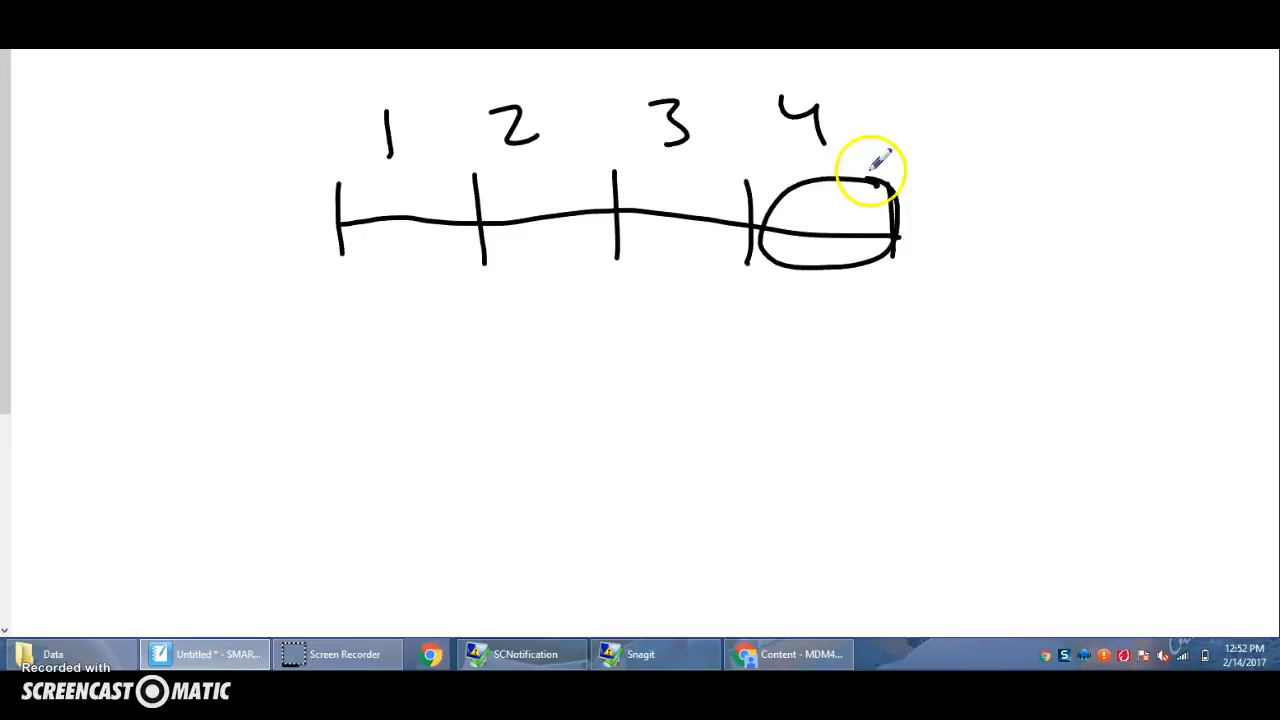 1 2 3 4
Data
Untitled * - SMAR...
Screen Recorder
SCNotification
Snagit
Content - MDM4...
12:52 PM
2/14/2017
Recorded with
SCREENCAST MATIC